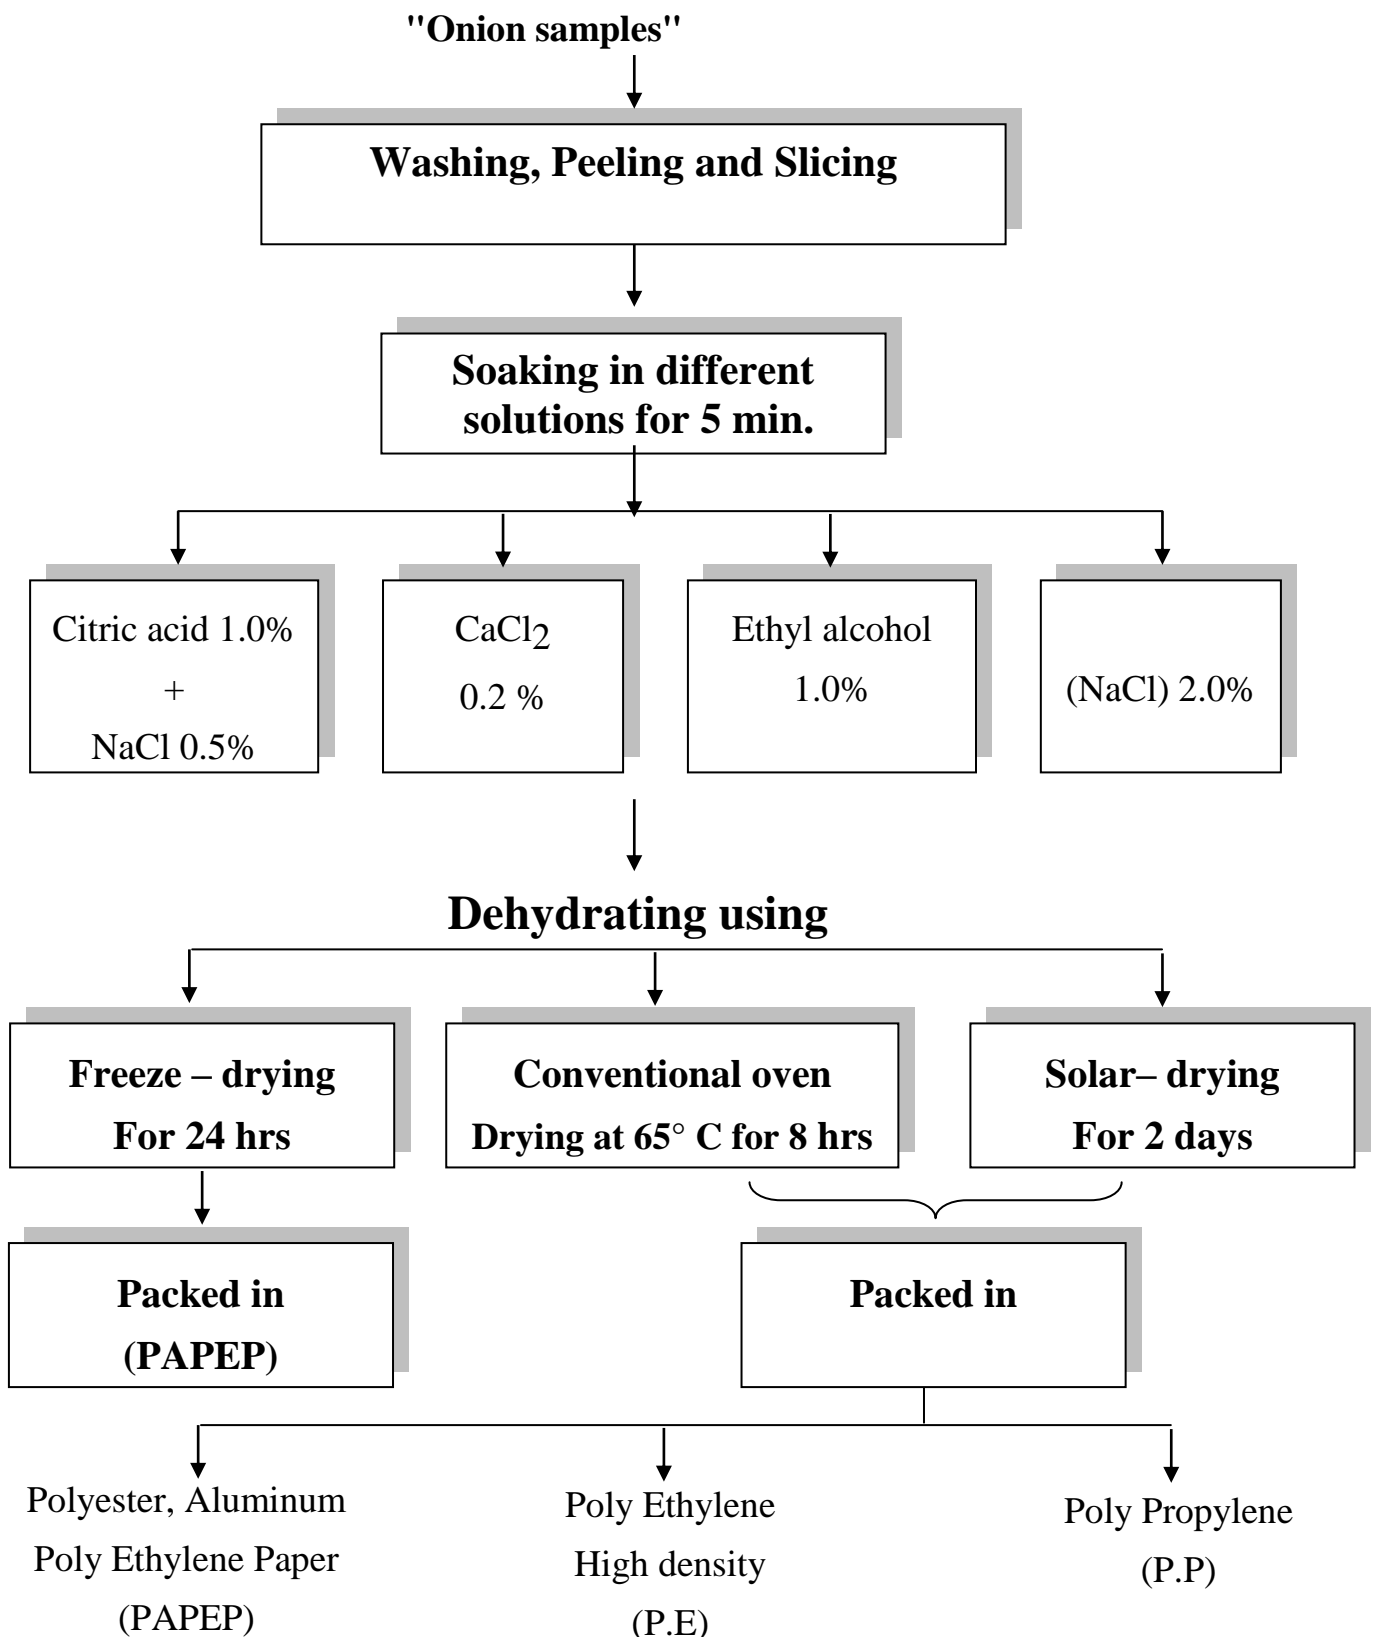 "Onion samples"
Washing, Peeling and Slicing
Soaking in different
solutions for 5 min.
Citric acid 1.0%
+
NaCl 0.5%
CaCl2
0.2 %
Ethyl alcohol
1.0%
(NaCl) 2.0%
Dehydrating using
Freeze – drying
For 24 hrs
Conventional oven
Drying at 65° C for 8 hrs
Solar– drying
For 2 days
Packed in
(PAPEP)
Packed in
Polyester, Aluminum
Poly Ethylene Paper
(PAPEP)
Poly Ethylene
High density
(P.E)
Poly Propylene
(P.P)